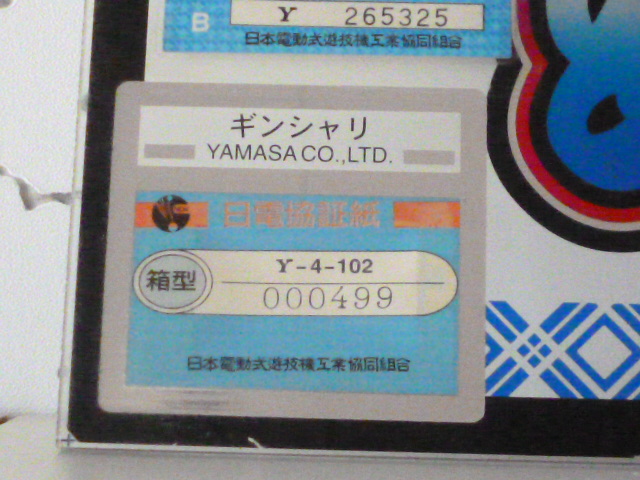 B Y 265325
日本電動式遊技機工業協同組合
ギンシャリ
YAMASA CO.,LTD.
日電協証紙
箱型
Y-4-102
000499
日本電動式遊技機工業協同組合